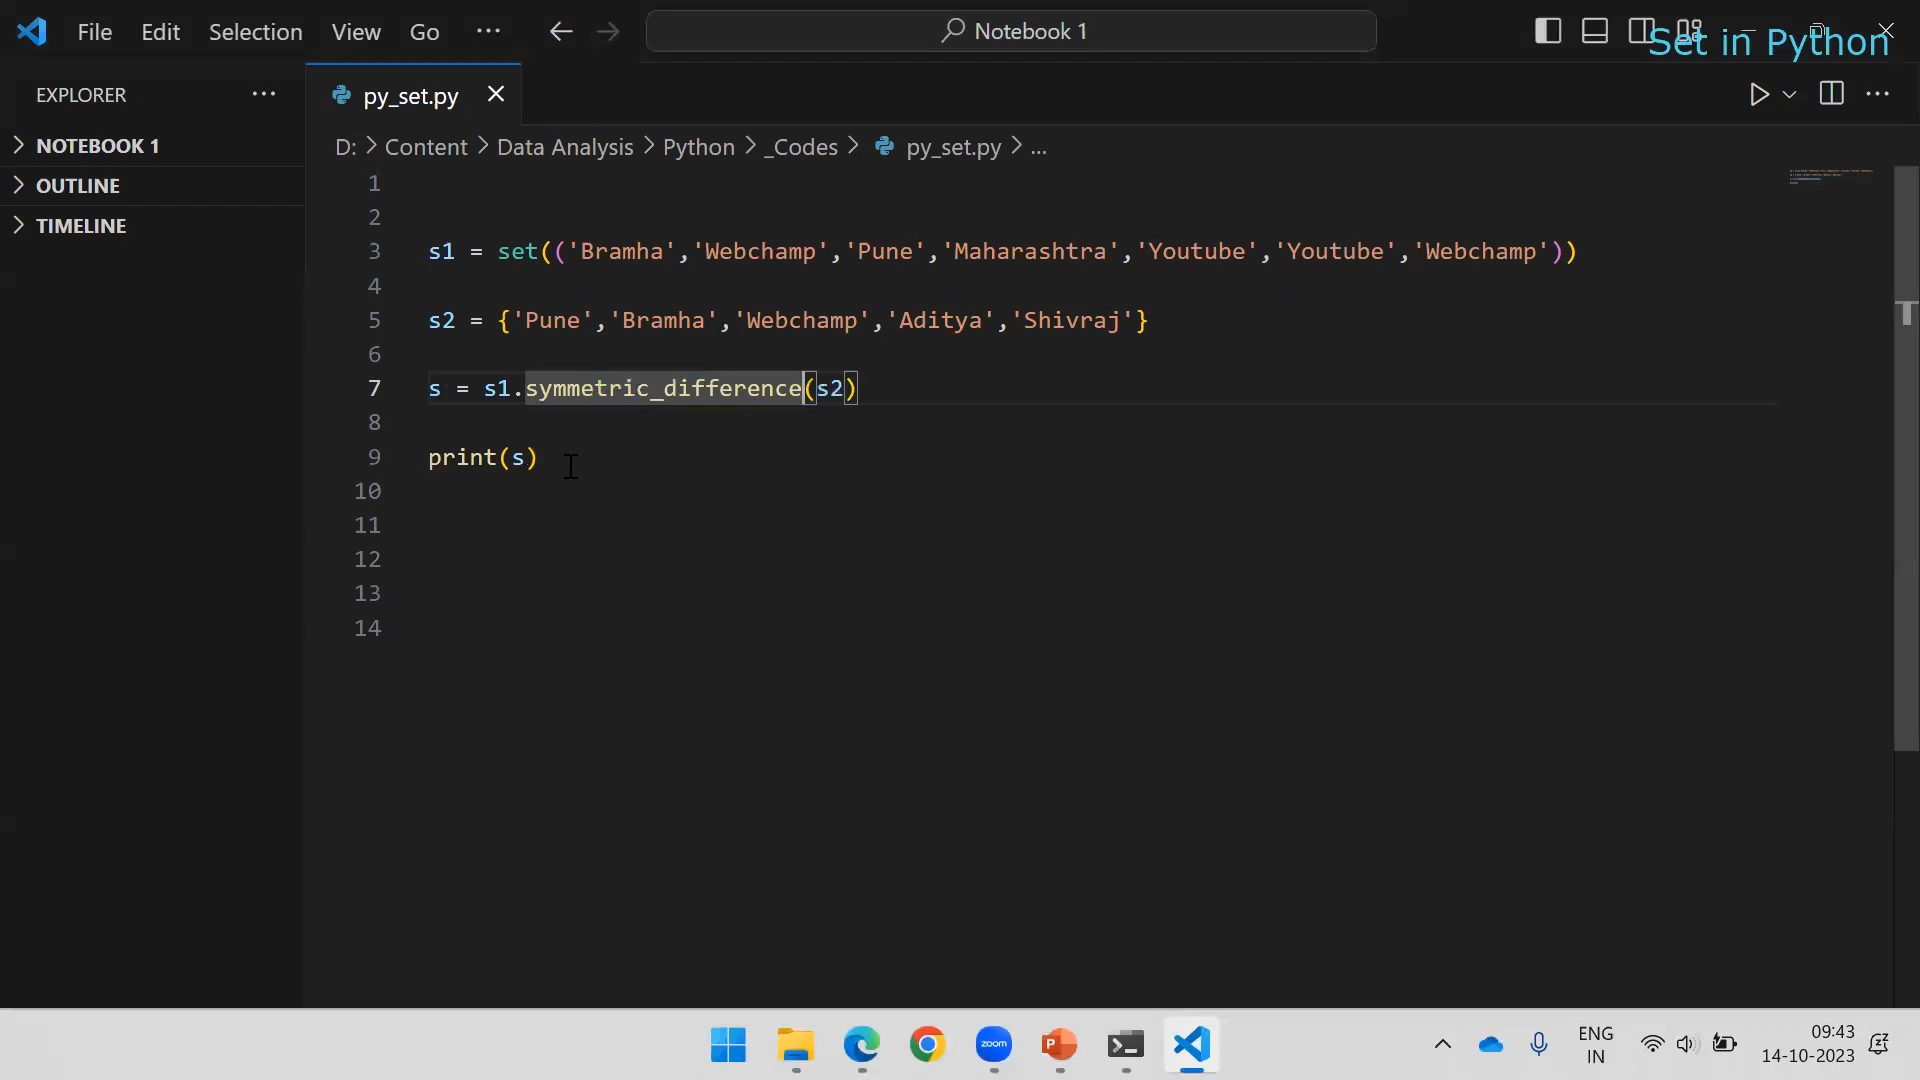 File Edit Selection View Go ··· Notebook 1
Set in Python
EXPLORER ···
py_set.py
NOTEBOOK 1
OUTLINE
TIMELINE
D: > Content > Data Analysis > Python > _Codes > py_set.py > ...
1
2
3 s1 = set(('Bramha','Webchamp','Pune','Maharashtra','Youtube','Youtube','Webchamp'))
4
5 s2 = {'Pune','Bramha','Webchamp','Aditya','Shivraj'}
6
7 s = s1.symmetric_difference(s2)
8
9 print(s)
10
11
12
13
14
zoom
P
ENG
IN
09:43
14-10-2023